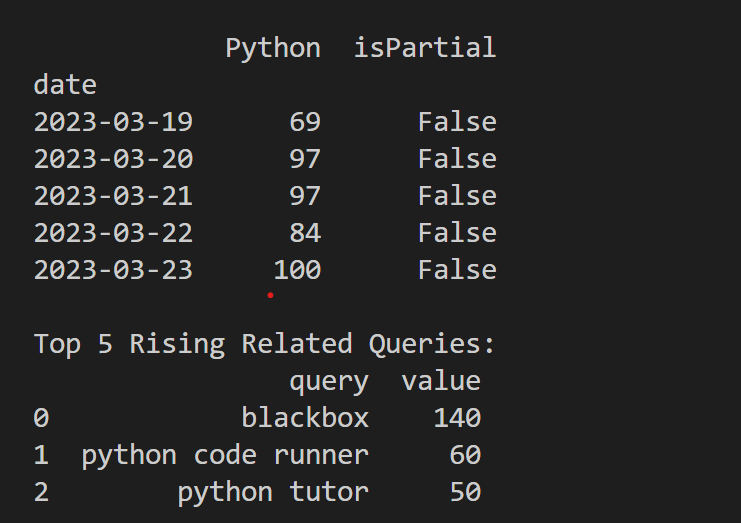 Python isPartial
date
2023-03-19 69 False
2023-03-20 97 False
2023-03-21 97 False
2023-03-22 84 False
2023-03-23 100 False
Top 5 Rising Related Queries:
query value
0 blackbox 140
1 python code runner 60
2 python tutor 50